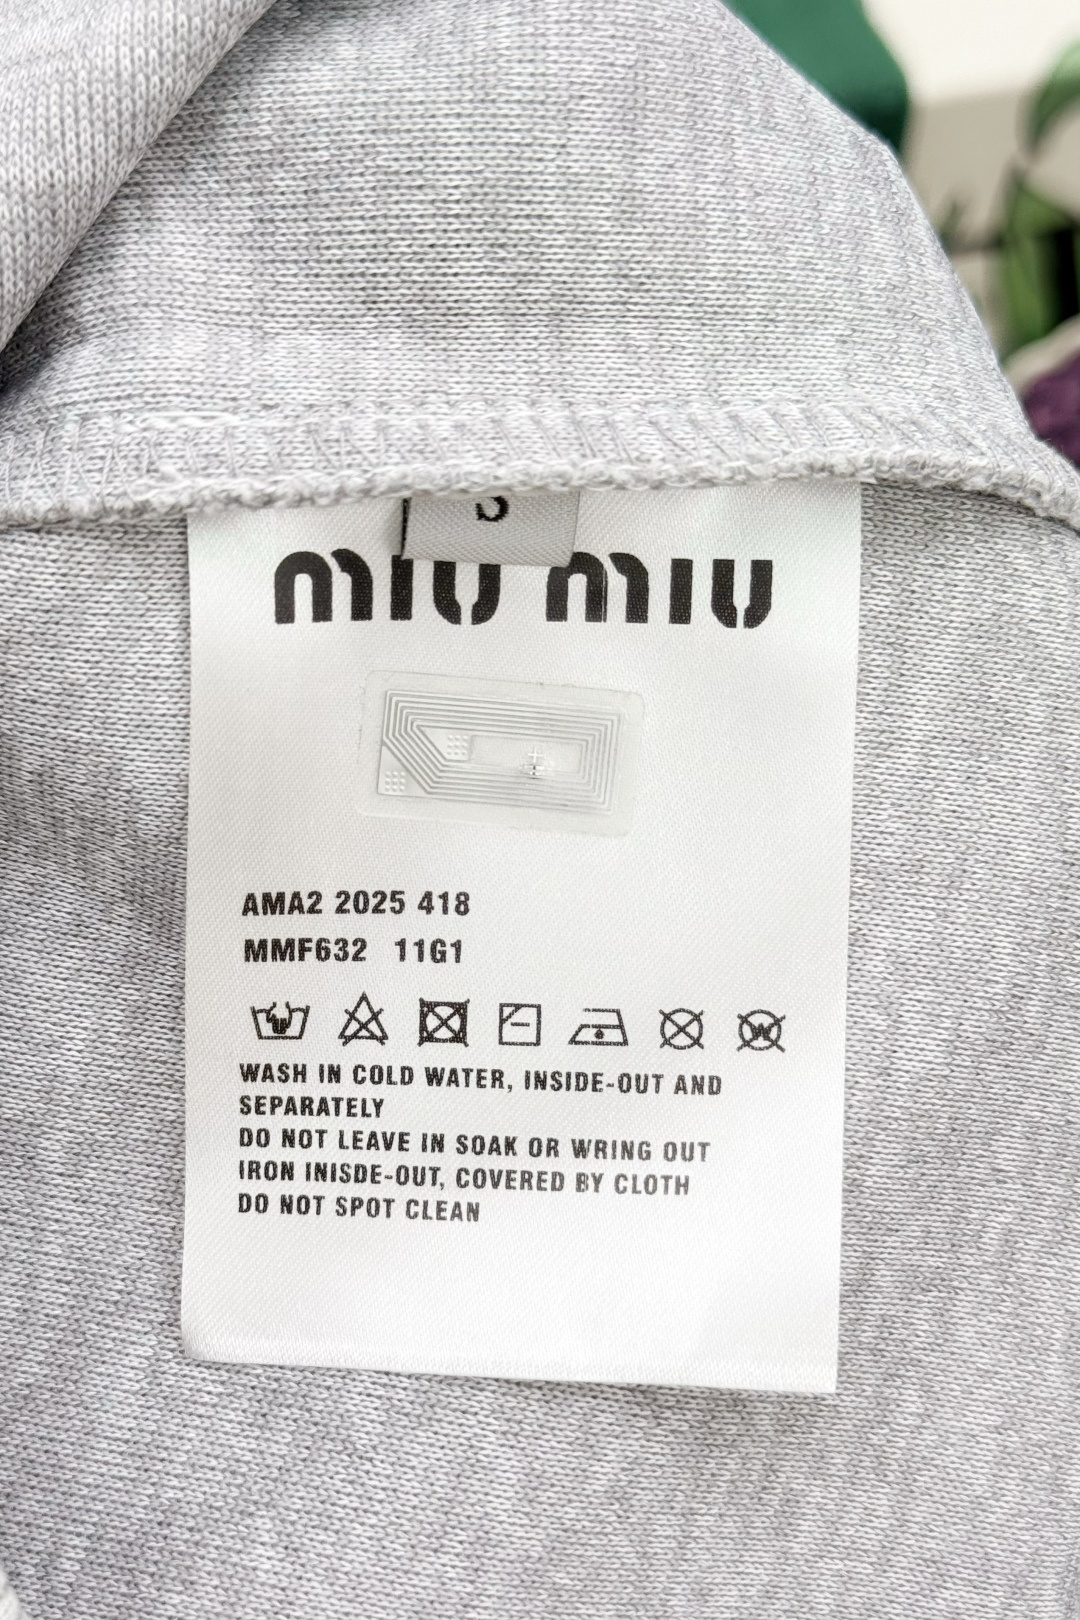 S
miu miu
AMA2 2025 418
MMF632 11G1
W
WASH IN COLD WATER, INSIDE-OUT AND
SEPARATELY
DO NOT LEAVE IN SOAK OR WRING OUT
IRON INISDE-OUT, COVERED BY CLOTH
DO NOT SPOT CLEAN